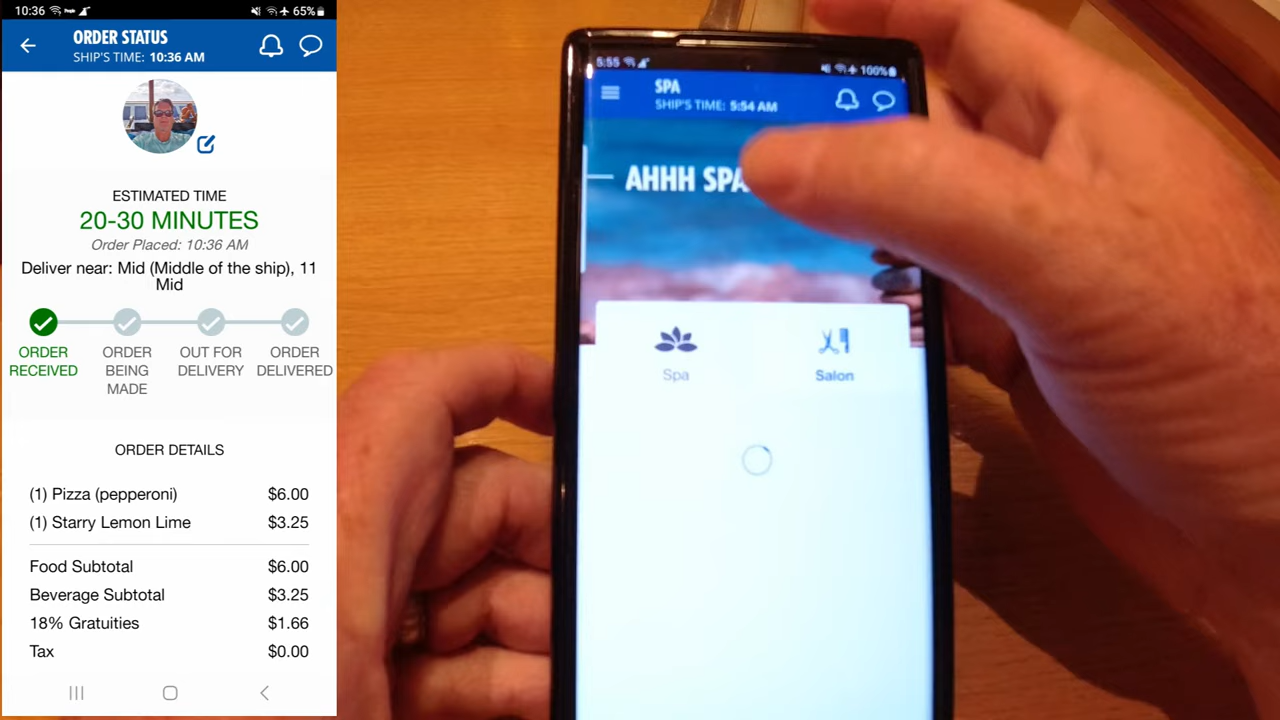 10:36
65%
ORDER STATUS
SHIP'S TIME: 10:36 AM
ESTIMATED TIME
20-30 MINUTES
Order Placed: 10:36 AM
Deliver near: Mid (Middle of the ship), 11
Mid
ORDER
RECEIVED
ORDER
BEING
MADE
OUT FOR
DELIVERY
ORDER
DELIVERED
ORDER DETAILS
(1) Pizza (pepperoni) $6.00
(1) Starry Lemon Lime $3.25
Food Subtotal $6.00
Beverage Subtotal $3.25
18% Gratuities $1.66
Tax $0.00
5:55
100%
SPA
SHIP'S TIME: 5:54 AM
AHHH SPA
Spa
Salon